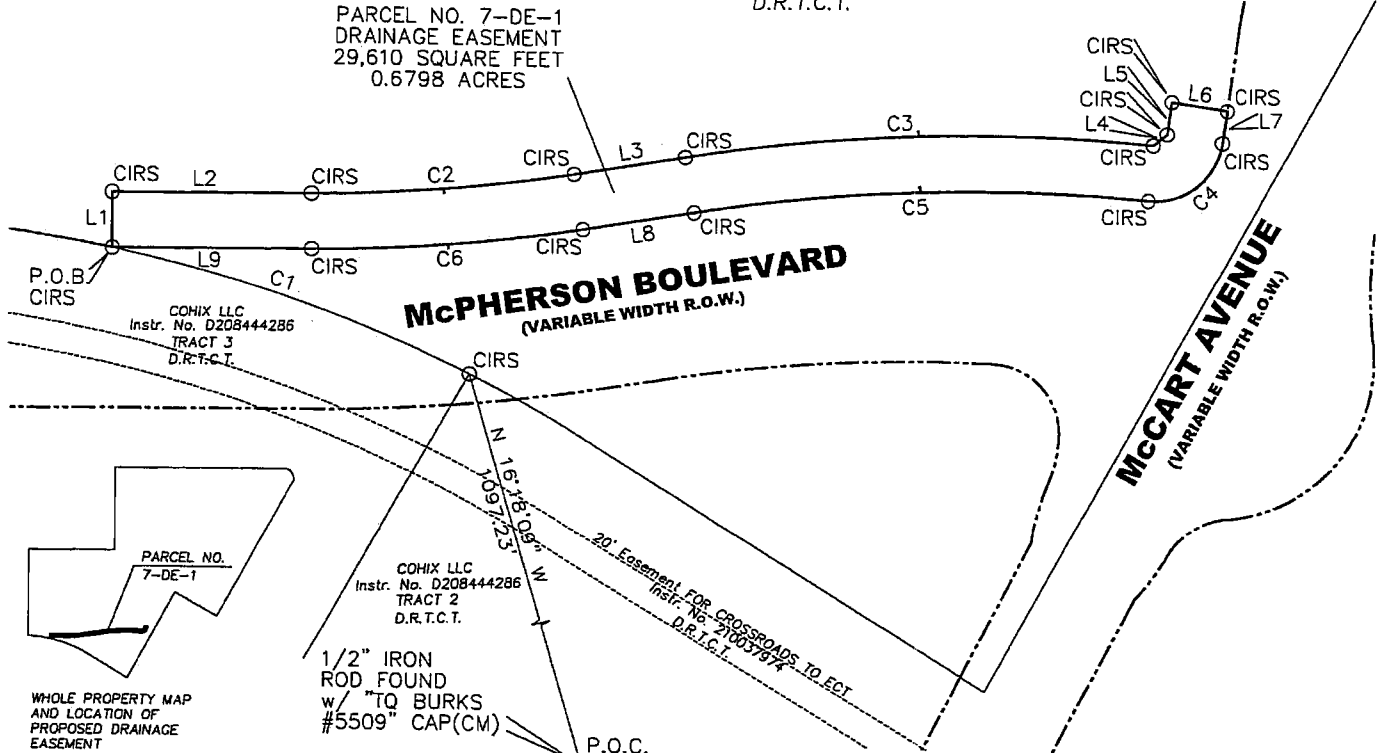 D.R.T.C.T.
PARCEL NO. 7-DE-1
DRAINAGE EASEMENT
29,610 SQUARE FEET
0.6798 ACRES
CIRS
L5
CIRS
L4
L6
CIRS
L7
CIRS
C3
CIRS
L3
CIRS
C2
CIRS
L2
L1
C4
C5
CIRS
L8
CIRS
C6
CIRS
L9
P.O.B.
CIRS
C1
McPHERSON BOULEVARD
(VARIABLE WIDTH R.O.W.)
McCART AVENUE
(VARIABLE WIDTH R.O.W.)
COHIX LLC
Instr. No. D208444286
TRACT 3
D.R.T.C.T.
CIRS
N 16°18'09" W
1097.23'
20' Easement FOR CROSSROADS TO ECT
Instr. No. 210037974
D.R.T.C.T.
COHIX LLC
Instr. No. D208444286
TRACT 2
D.R.T.C.T.
PARCEL NO.
7-DE-1
WHOLE PROPERTY MAP
AND LOCATION OF
PROPOSED DRAINAGE
EASEMENT
1/2" IRON
ROD FOUND
w/ "TQ BURKS
#5509" CAP(CM)
P.O.C.